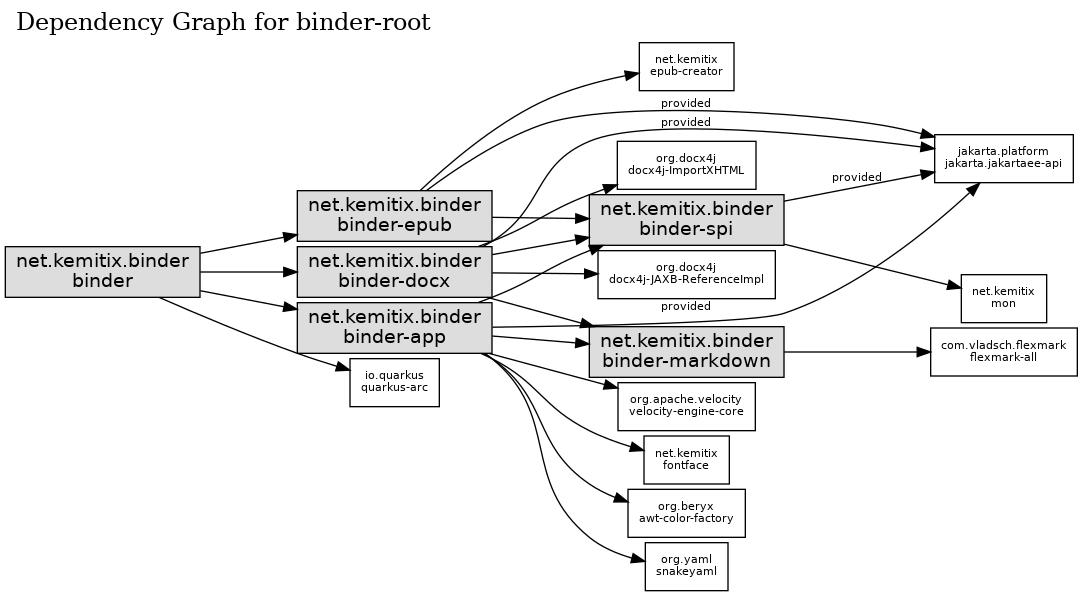 Dependency Graph for binder-root
net.kemitix
epub-creator
provided
provided
jakarta.platform
jakarta.jakartaee-api
org.docx4j
docx4j-ImportXHTML
provided
net.kemitix.binder
binder-epub
net.kemitix.binder
binder-spi
net.kemitix.binder
binder
net.kemitix.binder
binder-docx
org.docx4j
docx4j-JAXB-ReferenceImpl
net.kemitix
mon
provided
net.kemitix.binder
binder-app
net.kemitix.binder
binder-markdown
com.vladsch.flexmark
flexmark-all
io.quarkus
quarkus-arc
org.apache.velocity
velocity-engine-core
net.kemitix
fontface
org.beryx
awt-color-factory
org.yaml
snakeyaml